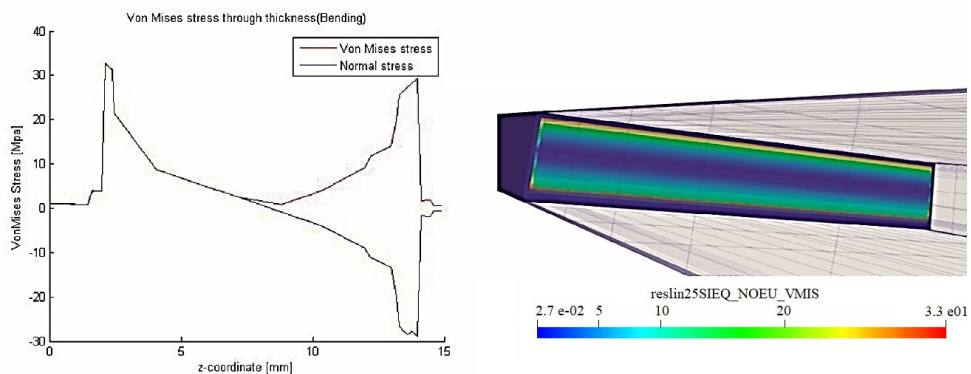 Von Mises stress through thickness(Bending)
40
30
20
10
0
-10
-20
-30
VonMises Stress [Mpa]
Von Mises stress
Normal stress
0
5
10
15
z-coordinate [mm]
reslin25SIEQ_NOEU_VMIS
2.7 e-02 5 10 20 3.3 e01